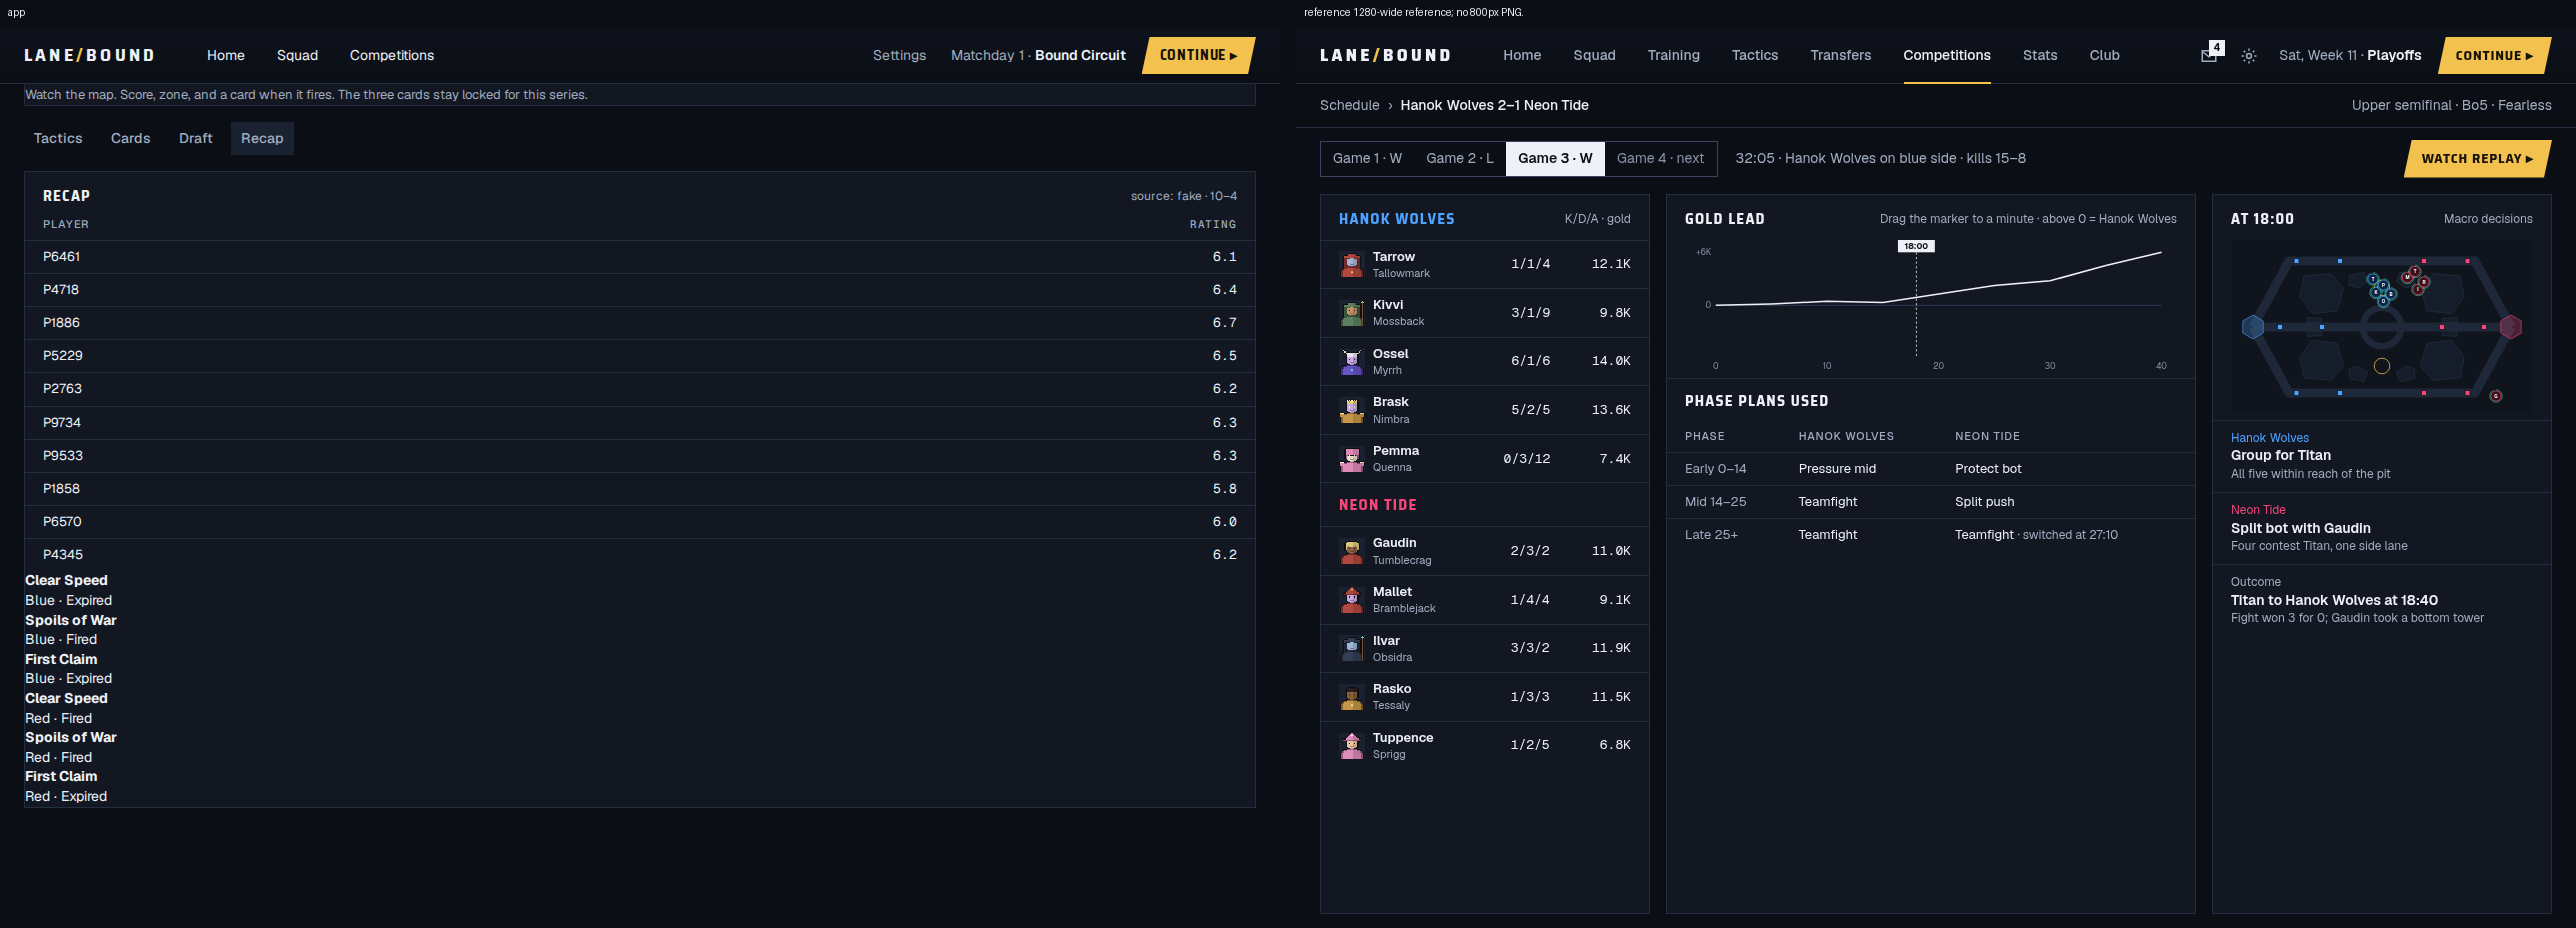 app
LANE/BOUND Home Squad Competitions Settings Matchday 1 · Bound Circuit CONTINUE ▸
Watch the map. Score, zone, and a card when it fires. The three cards stay locked for this series.
Tactics Cards Draft Recap
RECAP source: fake · 10–4
PLAYER RATING
P6461 6.1
P4718 6.4
P1886 6.7
P5229 6.5
P2763 6.2
P9734 6.3
P9533 6.3
P1858 5.8
P6570 6.0
P4345 6.2
Clear Speed
Blue · Expired
Spoils of War
Blue · Fired
First Claim
Blue · Expired
Clear Speed
Red · Fired
Spoils of War
Red · Fired
First Claim
Red · Expired
reference 1280-wide reference; no 800px PNG.
LANE/BOUND Home Squad Training Tactics Transfers Competitions Stats Club 4 Sat, Week 11 · Playoffs CONTINUE ▸
Schedule › Hanok Wolves 2–1 Neon Tide Upper semifinal · Bo5 · Fearless
Game 1 · W Game 2 · L Game 3 · W Game 4 · next 32:05 · Hanok Wolves on blue side · kills 15–8 WATCH REPLAY ▸
HANOK WOLVES K/D/A · gold
Tarrow 1/1/4 12.1K
Tallowmark
Kivvi 3/1/9 9.8K
Mossback
Ossel 6/1/6 14.0K
Myrrh
Brask 5/2/5 13.6K
Nimbra
Pemma 0/3/12 7.4K
Quenna
NEON TIDE
Gaudin 2/3/2 11.0K
Tumblecrag
Mallet 1/4/4 9.1K
Bramblejack
Ilvar 3/3/2 11.9K
Obsidra
Rasko 1/3/3 11.5K
Tessaly
Tuppence 1/2/5 6.8K
Sprigg
GOLD LEAD Drag the marker to a minute · above 0 = Hanok Wolves
18:00
+6K
0
0 10 20 30 40
PHASE PLANS USED
PHASE HANOK WOLVES NEON TIDE
Early 0–14 Pressure mid Protect bot
Mid 14–25 Teamfight Split push
Late 25+ Teamfight Teamfight · switched at 27:10
AT 18:00 Macro decisions
Hanok Wolves
Group for Titan
All five within reach of the pit
Neon Tide
Split bot with Gaudin
Four contest Titan, one side lane
Outcome
Titan to Hanok Wolves at 18:40
Fight won 3 for 0; Gaudin took a bottom tower